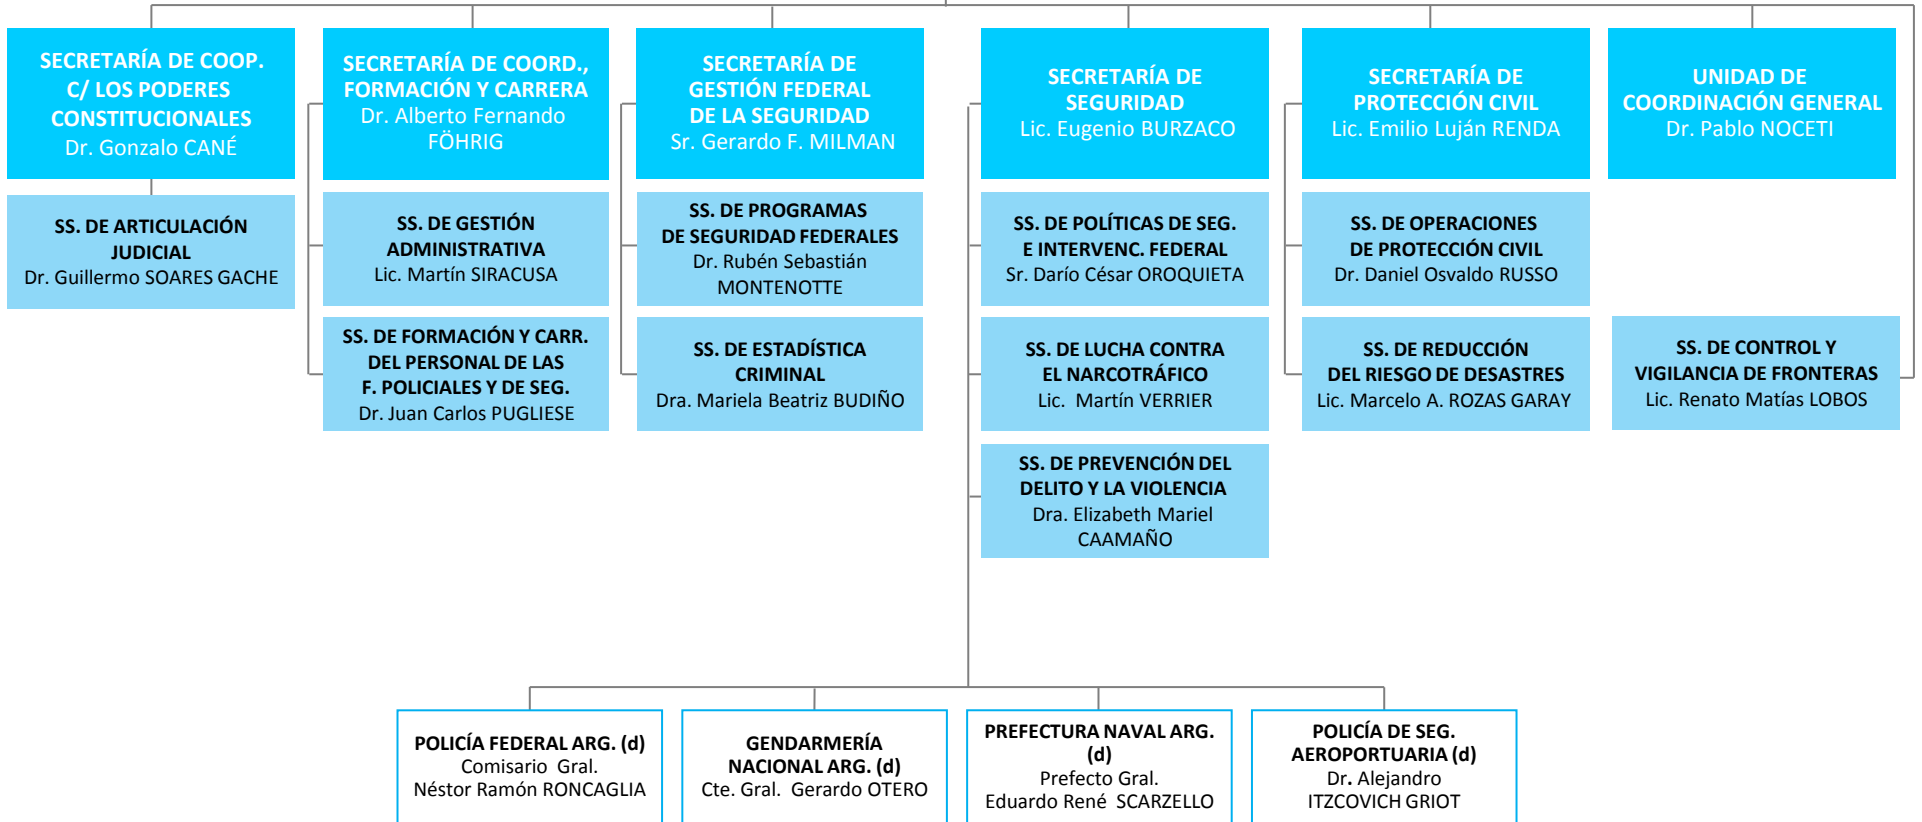 SECRETARÍA DE COOP.
C/ LOS PODERES
CONSTITUCIONALES
Dr. Gonzalo CANÉ
SECRETARÍA DE COORD.,
FORMACIÓN Y CARRERA
Dr. Alberto Fernando
FÖHRIG
SECRETARÍA DE
GESTIÓN FEDERAL
DE LA SEGURIDAD
Sr. Gerardo F. MILMAN
SECRETARÍA DE
SEGURIDAD
Lic. Eugenio BURZACO
SECRETARÍA DE
PROTECCIÓN CIVIL
Lic. Emilio Luján RENDA
UNIDAD DE
COORDINACIÓN GENERAL
Dr. Pablo NOCETI
SS. DE ARTICULACIÓN
JUDICIAL
Dr. Guillermo SOARES GACHE
SS. DE GESTIÓN
ADMINISTRATIVA
Lic. Martín SIRACUSA
SS. DE PROGRAMAS
DE SEGURIDAD FEDERALES
Dr. Rubén Sebastián
MONTENOTTE
SS. DE POLÍTICAS DE SEG.
E INTERVENC. FEDERAL
Sr. Darío César OROQUIETA
SS. DE OPERACIONES
DE PROTECCIÓN CIVIL
Dr. Daniel Osvaldo RUSSO
SS. DE FORMACIÓN Y CARR.
DEL PERSONAL DE LAS
F. POLICIALES Y DE SEG.
Dr. Juan Carlos PUGLIESE
SS. DE ESTADÍSTICA
CRIMINAL
Dra. Mariela Beatriz BUDIÑO
SS. DE LUCHA CONTRA
EL NARCOTRÁFICO
Lic. Martín VERRIER
SS. DE REDUCCIÓN
DEL RIESGO DE DESASTRES
Lic. Marcelo A. ROZAS GARAY
SS. DE CONTROL Y
VIGILANCIA DE FRONTERAS
Lic. Renato Matías LOBOS
SS. DE PREVENCIÓN DEL
DELITO Y LA VIOLENCIA
Dra. Elizabeth Mariel
CAAMAÑO
POLICÍA FEDERAL ARG. (d)
Comisario Gral.
Néstor Ramón RONCAGLIA
GENDARMERÍA
NACIONAL ARG. (d)
Cte. Gral. Gerardo OTERO
PREFECTURA NAVAL ARG.
(d)
Prefecto Gral.
Eduardo René SCARZELLO
POLICÍA DE SEG.
AEROPORTUARIA (d)
Dr. Alejandro
ITZCOVICH GRIOT